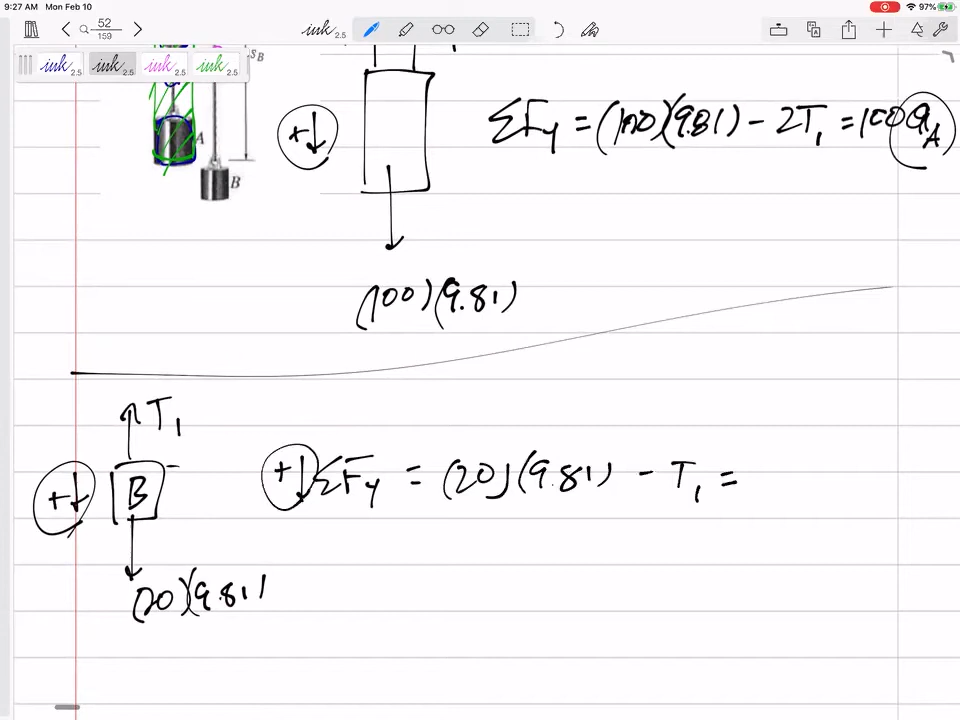 9:27 AM Mon Feb 10
97%
52
159
ink 2.5
ink 2.5 ink 2.5 ink 2.5 ink 2.5
S_B
A
B
+↓
ΣF_y = (100)(9.81) - 2T_1 = 100 a_A
(100)(9.81)
T_1
+↓ B
+↓ ΣF_y = (20)(9.81) - T_1 =
(20)(9.81)